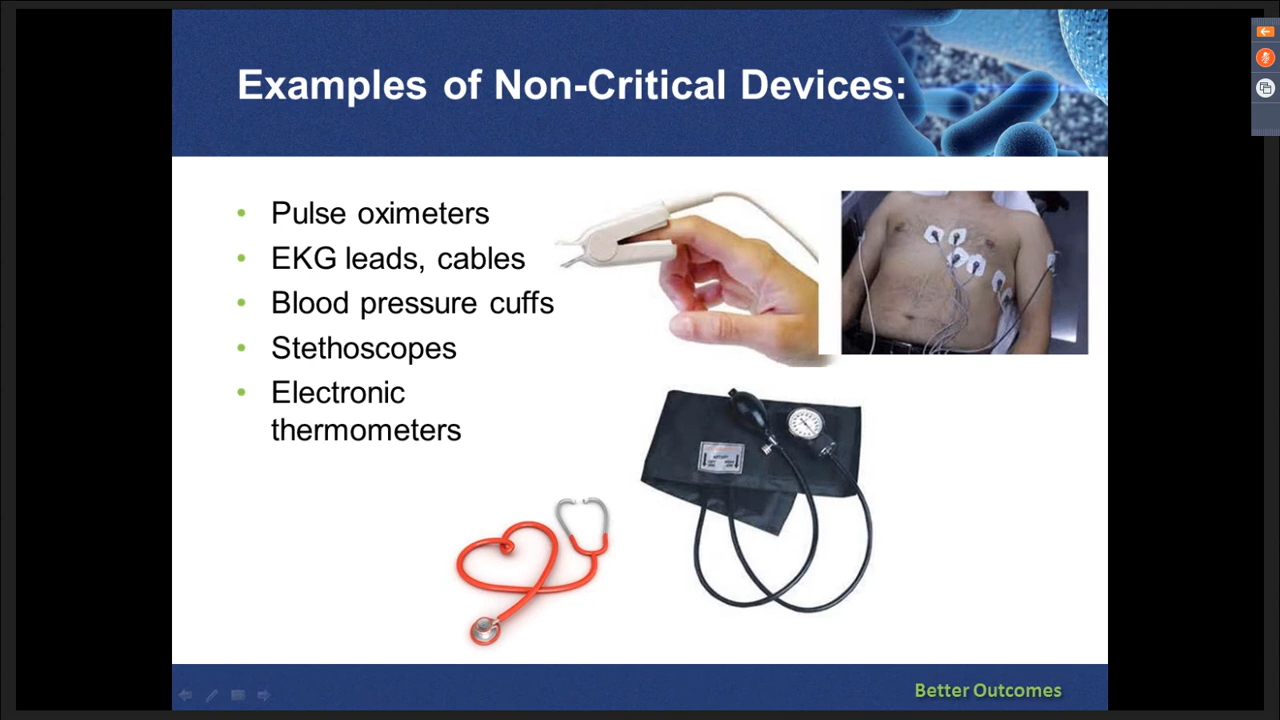 Examples of Non-Critical Devices:
• Pulse oximeters
• EKG leads, cables
• Blood pressure cuffs
• Stethoscopes
• Electronic
thermometers
Better Outcomes